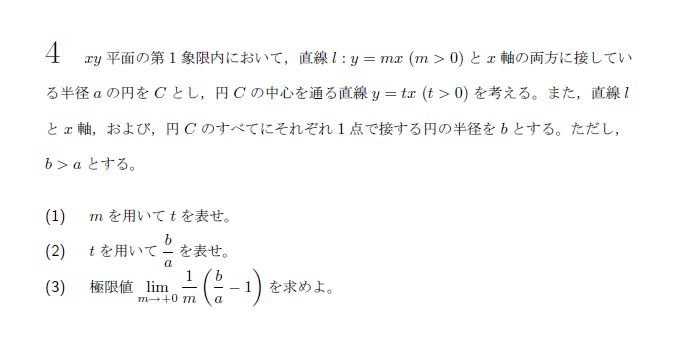 4 xy 平面の第 1 象限内において，直線 l : y = mx (m > 0) と x 軸の両方に接してい
る半径 a の円を C とし，円 C の中心を通る直線 y = tx (t > 0) を考える。また，直線 l
と x 軸，および，円 C のすべてにそれぞれ 1 点で接する円の半径を b とする。ただし，
b > a とする。
(1) m を用いて t を表せ。
(2) t を用いて b/a を表せ。
(3) 極限値 lim_{m→+0} 1/m (b/a − 1) を求めよ。